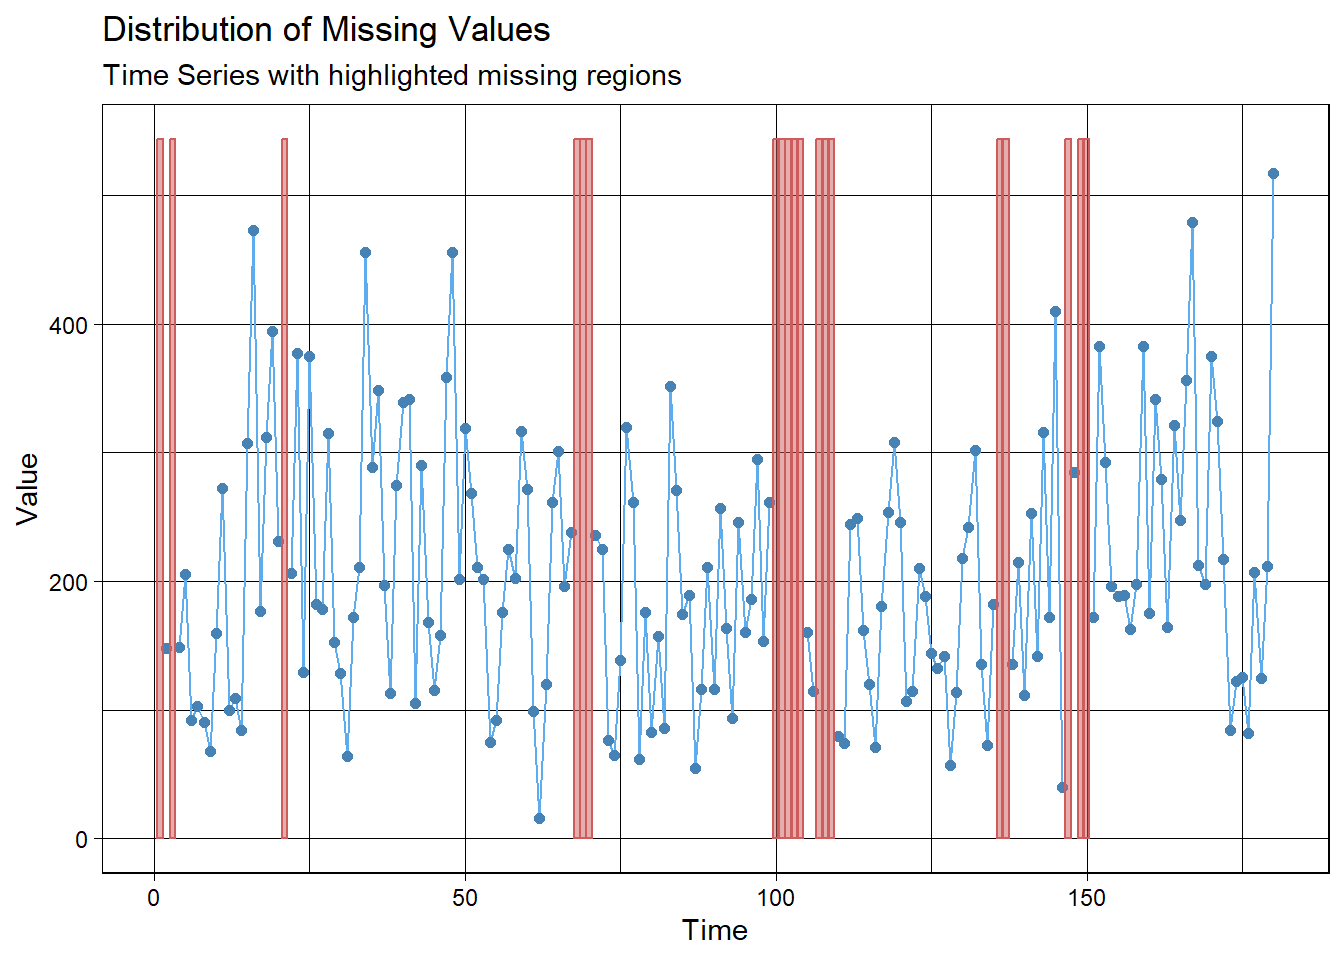 Distribution of Missing Values
Time Series with highlighted missing regions
400
200
0
Value
0 50 100 150
Time